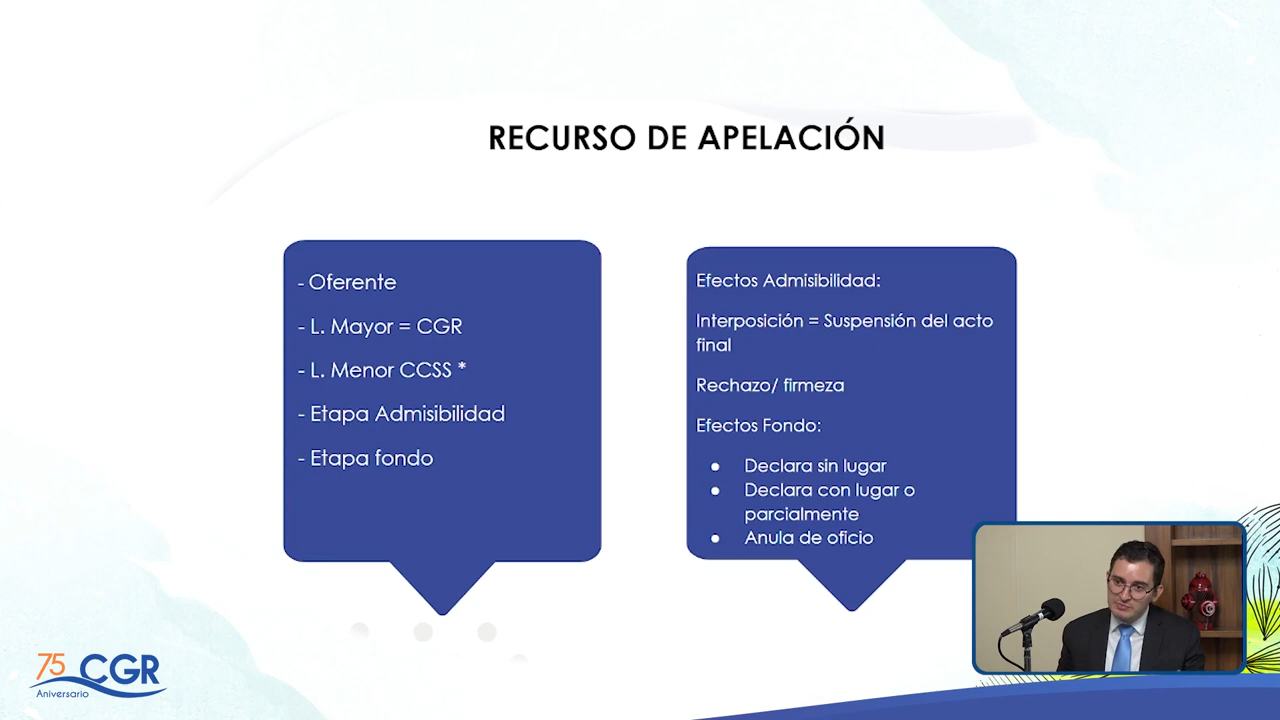 RECURSO DE APELACIÓN
- Oferente
- L. Mayor = CGR
- L. Menor CCSS *
- Etapa Admisibilidad
- Etapa fondo
Efectos Admisibilidad:
Interposición = Suspensión del acto
final
Rechazo/ firmeza
Efectos Fondo:
● Declara sin lugar
● Declara con lugar o
parcialmente
● Anula de oficio
75 CGR
Aniversario